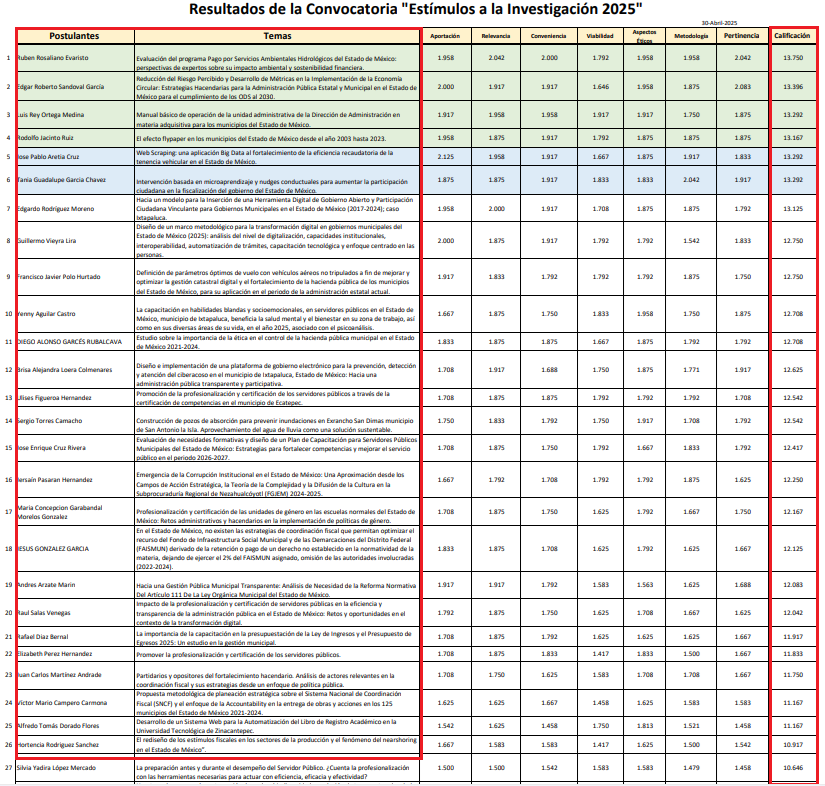 Resultados de la Convocatoria "Estímulos a la Investigación 2025"
30-Abril-2025
Postulantes Temas Aportación Relevancia Conveniencia Viabilidad Aspectos Éticos Metodología Pertinencia Calificación
1 Ruben Rosaliano Evaristo
Evaluación del programa Pago por Servicios Ambientales Hidrológicos del Estado de México:
perspectivas de expertos sobre su impacto ambiental y sostenibilidad financiera.
1.958 2.042 2.000 1.792 1.958 1.958 2.042 13.750
2 Edgar Roberto Sandoval García
Reducción del Riesgo Percibido y Desarrollo de Métricas en la Implementación de la Economía
Circular: Estrategias Hacendarias para la Administración Pública Estatal y Municipal en el Estado de
México para el cumplimiento de los ODS al 2030.
2.000 1.917 1.917 1.646 1.958 1.875 2.083 13.396
3 Luis Rey Ortega Medina
Manual básico de operación de la unidad administrativa de la Dirección de Administración en
materia adquisitiva para los municipios del Estado de México.
1.917 1.958 1.958 1.917 1.917 1.750 1.875 13.292
4 Rodolfo Jacinto Ruiz
El efecto flypaper en los municipios del Estado de México desde el año 2003 hasta 2023.
1.958 1.875 1.917 1.792 1.875 1.875 1.875 13.167
5 Jose Pablo Aretia Cruz
Web Scraping: una aplicación Big Data al fortalecimiento de la eficiencia recaudatoria de la
tenencia vehicular en el Estado de México.
2.125 1.958 1.917 1.667 1.875 1.917 1.833 13.292
6 Tania Guadalupe Garcia Chavez
Intervención basada en microaprendizaje y nudges conductuales para aumentar la participación
ciudadana en la fiscalización del gobierno del Estado de México.
1.875 1.875 1.917 1.833 1.833 2.042 1.917 13.292
7 Edgardo Rodríguez Moreno
Hacia un modelo para la Inserción de una Herramienta Digital de Gobierno Abierto y Participación
Ciudadana Vinculante para Gobiernos Municipales en el Estado de México (2017-2024); caso
Ixtapaluca.
1.958 2.000 1.917 1.708 1.875 1.875 1.792 13.125
8 Guillermo Vieyra Lira
Diseño de un marco metodológico para la transformación digital en gobiernos municipales del
Estado de México (2025): análisis del nivel de digitalización, capacidades institucionales,
interoperabilidad, automatización de trámites, capacitación tecnológica y enfoque centrado en las
personas.
2.000 1.875 1.917 1.792 1.792 1.542 1.833 12.750
9 Francisco Javier Polo Hurtado
Definición de parámetros óptimos de vuelo con vehículos aéreos no tripulados a fin de mejorar y
optimizar la gestión catastral digital y el fortalecimiento de la hacienda pública de los municipios
del Estado de México, para su aplicación en el periodo de la administración estatal actual.
1.917 1.833 1.792 1.792 1.792 1.875 1.750 12.750
10 Yenny Aguilar Castro
La capacitación en habilidades blandas y socioemocionales, en servidores públicos en el Estado de
México, municipio de Ixtapaluca, beneficia la salud mental y el bienestar en su zona de trabajo, así
como en sus diversas áreas de su vida, en el año 2025, asociado con el psicoanálisis.
1.667 1.875 1.750 1.833 1.958 1.750 1.875 12.708
11 DIEGO ALONSO GARCÉS RUBALCAVA
Estudio sobre la importancia de la ética en el control de la hacienda pública municipal en el Estado
de México 2021-2024.
1.833 1.875 1.875 1.667 1.875 1.792 1.792 12.708
12 Brisa Alejandra Loera Colmenares
Diseño e implementación de una plataforma de gobierno electrónico para la prevención, detección
y atención del ciberacoso en el municipio de Ixtapaluca, Estado de México: Hacia una
administración pública transparente y participativa.
1.708 1.917 1.688 1.750 1.875 1.771 1.917 12.625
13 Ulises Figueroa Hernandez
Promoción de la profesionalización y certificación de los servidores públicos a través de la
certificación de competencias en el municipio de Ecatepec.
1.708 1.875 1.875 1.792 1.792 1.792 1.708 12.542
14 Sergio Torres Camacho
Construcción de pozos de absorción para prevenir inundaciones en Exrancho San Dimas municipio
de San Antonio la Isla. Aprovechamiento del agua de lluvia como una solución sustentable.
1.750 1.833 1.792 1.750 1.917 1.708 1.792 12.542
15 Jose Enrique Cruz Rivera
Evaluación de necesidades formativas y diseño de un Plan de Capacitación para Servidores Públicos
Municipales del Estado de México: Estrategias para fortalecer competencias y mejorar el servicio
público en el periodo 2026-2027.
1.708 1.875 1.750 1.792 1.667 1.833 1.792 12.417
16 Pasaran Hernandez
Emergencia de la Corrupción Institucional en el Estado de México: Una Aproximación desde los
Campos de Acción Estratégica, la Teoría de la Complejidad y la Difusión de la Cultura en la
Subprocuraduría Regional de Nezahualcóyotl (FGJEM) 2024-2025.
1.667 1.792 1.708 1.792 1.792 1.875 1.625 12.250
17 Maria Concepcion Garabandal
Morelos Gonzalez
Profesionalización y certificación de las unidades de género en las escuelas normales del Estado de
México: Retos administrativos y hacendarios en la implementación de políticas de género.
1.708 1.875 1.750 1.625 1.792 1.667 1.750 12.167
18 JESUS GONZALEZ GARCIA
En el Estado de México, no existen las estrategias de coordinación fiscal que permitan optimizar el
recurso del Fondo de Infraestructura Social Municipal y de las Demarcaciones del Distrito Federal
(FAISMUN) derivado de la retención o pago de un derecho no establecido en la normatividad de la
materia, dejando de ejercer el 2% del FAISMUN asignado, omisión de las autoridades involucradas
(2022-2024).
1.833 1.875 1.708 1.625 1.792 1.625 1.667 12.125
19 Andres Arzate Marin
Hacia una Gestión Pública Municipal Transparente: Análisis de Necesidad de la Reforma Normativa
Del Artículo 111 De La Ley Orgánica Municipal del Estado de México.
1.917 1.917 1.792 1.583 1.563 1.625 1.688 12.083
20 Raul Salas Venegas
Impacto de la profesionalización y certificación de servidores públicas en la eficiencia y
transparencia de la administración pública en el Estado de México: Retos y oportunidades en el
contexto de la transformación digital.
1.792 1.875 1.750 1.625 1.708 1.667 1.625 12.042
21 Rafael Diaz Bernal
La importancia de la capacitación en la presupuestación de la Ley de Ingresos y el Presupuesto de
Egresos 2025: Un estudio en la gestión municipal.
1.708 1.875 1.792 1.625 1.625 1.625 1.667 11.917
22 Elizabeth Perez Hernandez
Promover la profesionalización y certificación de los servidores públicos.
1.708 1.875 1.833 1.417 1.833 1.500 1.667 11.833
23 Juan Carlos Martínez Andrade
Partidarios y opositores del fortalecimiento hacendario. Análisis de actores relevantes en la
coordinación fiscal y sus estrategias desde un enfoque de política pública.
1.708 1.750 1.625 1.583 1.708 1.708 1.667 11.750
24 Victor Mario Campero Carmona
Propuesta metodológica de planeación estratégica sobre el Sistema Nacional de Coordinación
Fiscal (SNCF) y el enfoque de la Accountability en la entrega de obras y acciones en los 125
municipios del Estado de México 2021-2024.
1.625 1.625 1.667 1.458 1.625 1.583 1.583 11.167
25 Alfredo Tomás Dorado Flores
Desarrollo de un Sistema Web para la Automatización del Libro de Registro Académico en la
Universidad Tecnológica de Zinacantepec.
1.542 1.625 1.458 1.750 1.813 1.521 1.458 11.167
26 Hortencia Rodriguez Sanchez
El rediseño de los estímulos fiscales en los sectores de la producción y el fenómeno del nearshoring
en el Estado de México".
1.667 1.583 1.583 1.417 1.625 1.500 1.542 10.917
27 Silvia Yadira López Mercado
La preparación antes y durante el desempeño del Servidor Público. ¿Cuenta la profesionalización
con las herramientas necesarias para actuar con eficiencia, eficacia y efectividad?
1.500 1.500 1.542 1.583 1.583 1.479 1.458 10.646